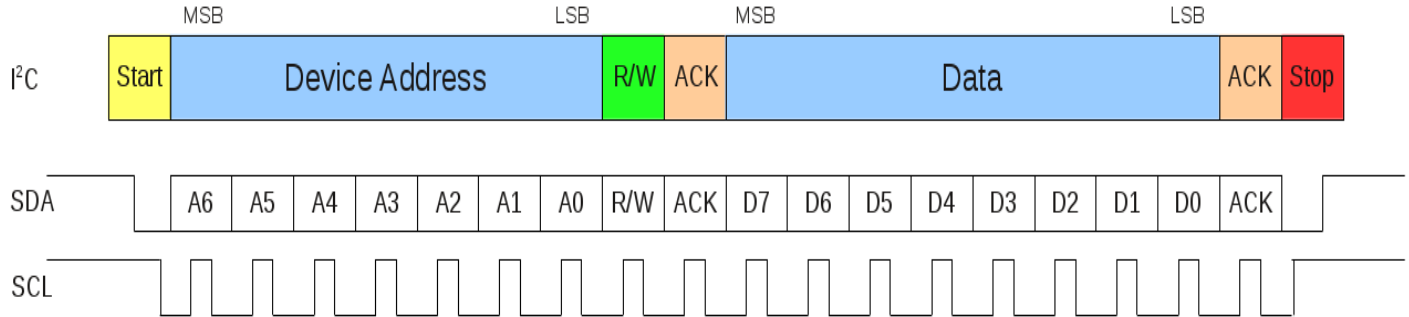 MSB LSB MSB LSB
I²C Start Device Address R/W ACK Data ACK Stop
SDA A6 A5 A4 A3 A2 A1 A0 R/W ACK D7 D6 D5 D4 D3 D2 D1 D0 ACK
SCL